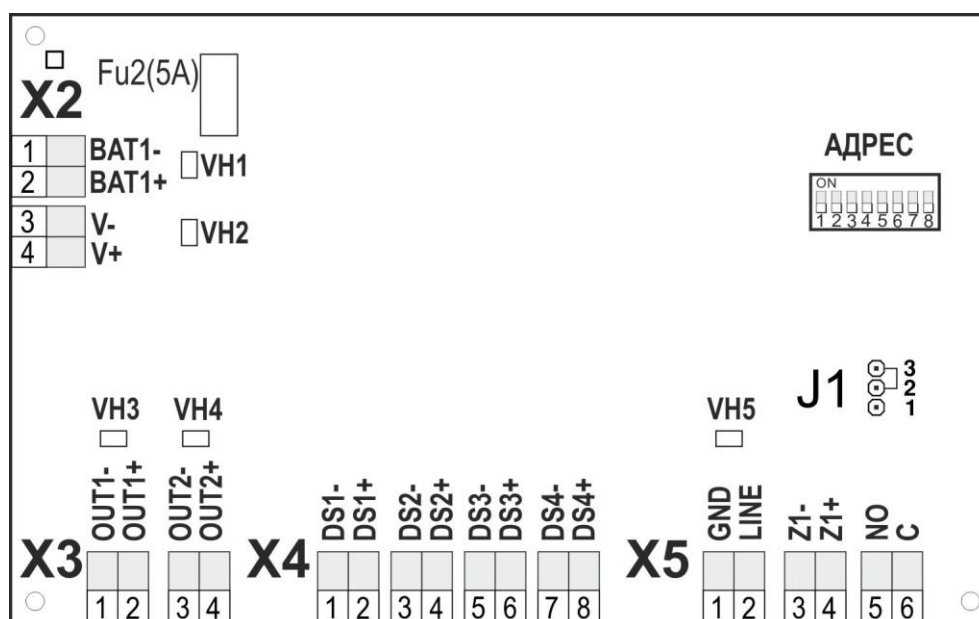 Fu2(5A)
X2
1 BAT1-
2 BAT1+
3 V-
4 V+
VH1
VH2
АДРЕС
ON
1 2 3 4 5 6 7 8
J1
3
2
1
VH3
VH4
VH5
X3
OUT1-
OUT1+
OUT2-
OUT2+
1 2 3 4
X4
DS1-
DS1+
DS2-
DS2+
DS3-
DS3+
DS4-
DS4+
1 2 3 4 5 6 7 8
X5
GND
LINE
Z1-
Z1+
NO
C
1 2 3 4 5 6